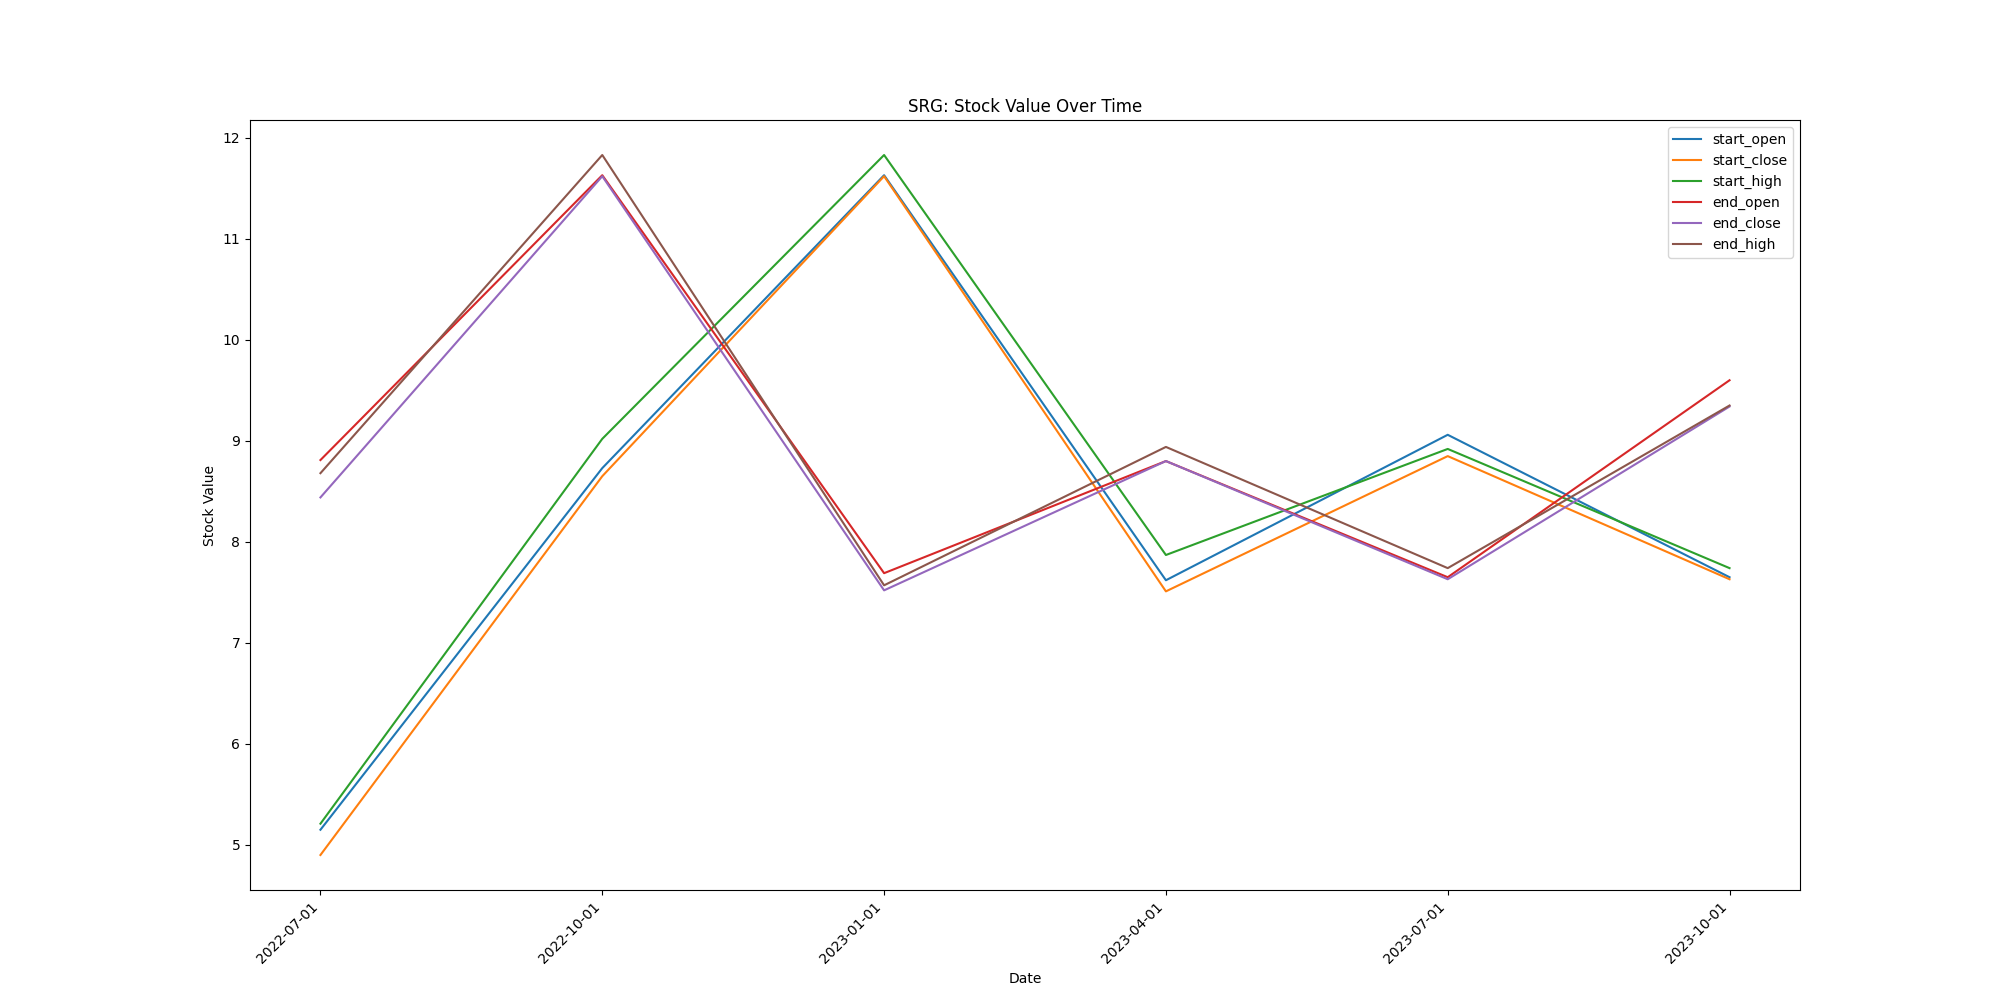 SRG: Stock Value Over Time
12
11
10
9
8
7
6
5
Stock Value
start_open
start_close
start_high
end_open
end_close
end_high
2022-07-01
2022-10-01
2023-01-01
2023-04-01
2023-07-01
2023-10-01
Date